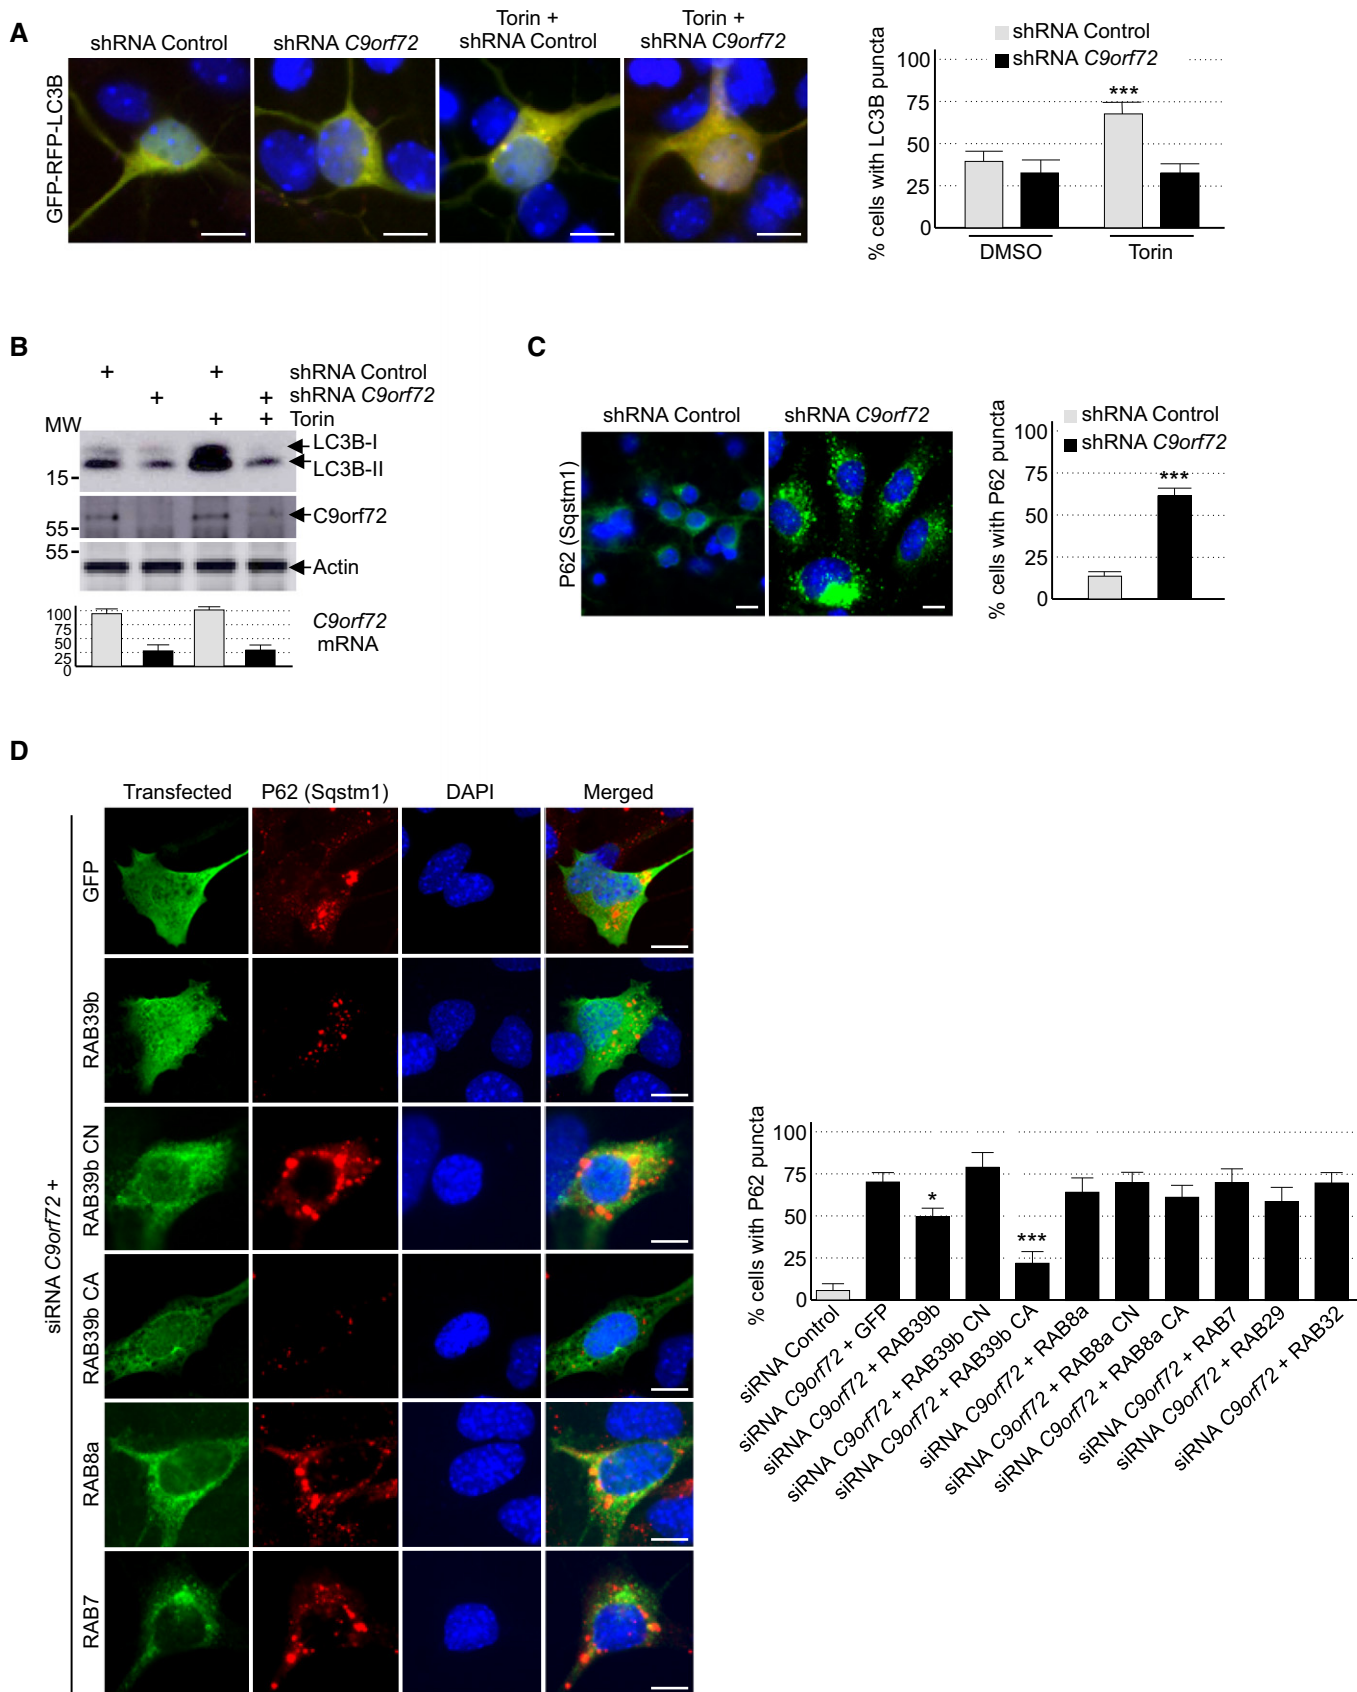 A
shRNA Control
shRNA C9orf72
Torin +
shRNA Control
Torin +
shRNA C9orf72
GFP-RFP-LC3B
shRNA Control
shRNA C9orf72
% cells with LC3B puncta
100
75
50
25
0
***
DMSO
Torin
B
+ + shRNA Control
+ + shRNA C9orf72
+ + Torin
MW
LC3B-I
LC3B-II
15
C9orf72
55
55
Actin
100
75
50
25
0
C9orf72
mRNA
C
shRNA Control
shRNA C9orf72
P62 (Sqstm1)
shRNA Control
shRNA C9orf72
% cells with P62 puncta
100
75
50
25
0
***
D
Transfected
P62 (Sqstm1)
DAPI
Merged
siRNA C9orf72 +
GFP
RAB39b
RAB39b CN
RAB39b CA
RAB8a
RAB7
% cells with P62 puncta
100
75
50
25
0
*
***
siRNA Control
siRNA C9orf72 + GFP
siRNA C9orf72 + RAB39b
siRNA C9orf72 + RAB39b CN
siRNA C9orf72 + RAB39b CA
siRNA C9orf72 + RAB8a
siRNA C9orf72 + RAB8a CN
siRNA C9orf72 + RAB8a CA
siRNA C9orf72 + RAB7
siRNA C9orf72 + RAB29
siRNA C9orf72 + RAB32